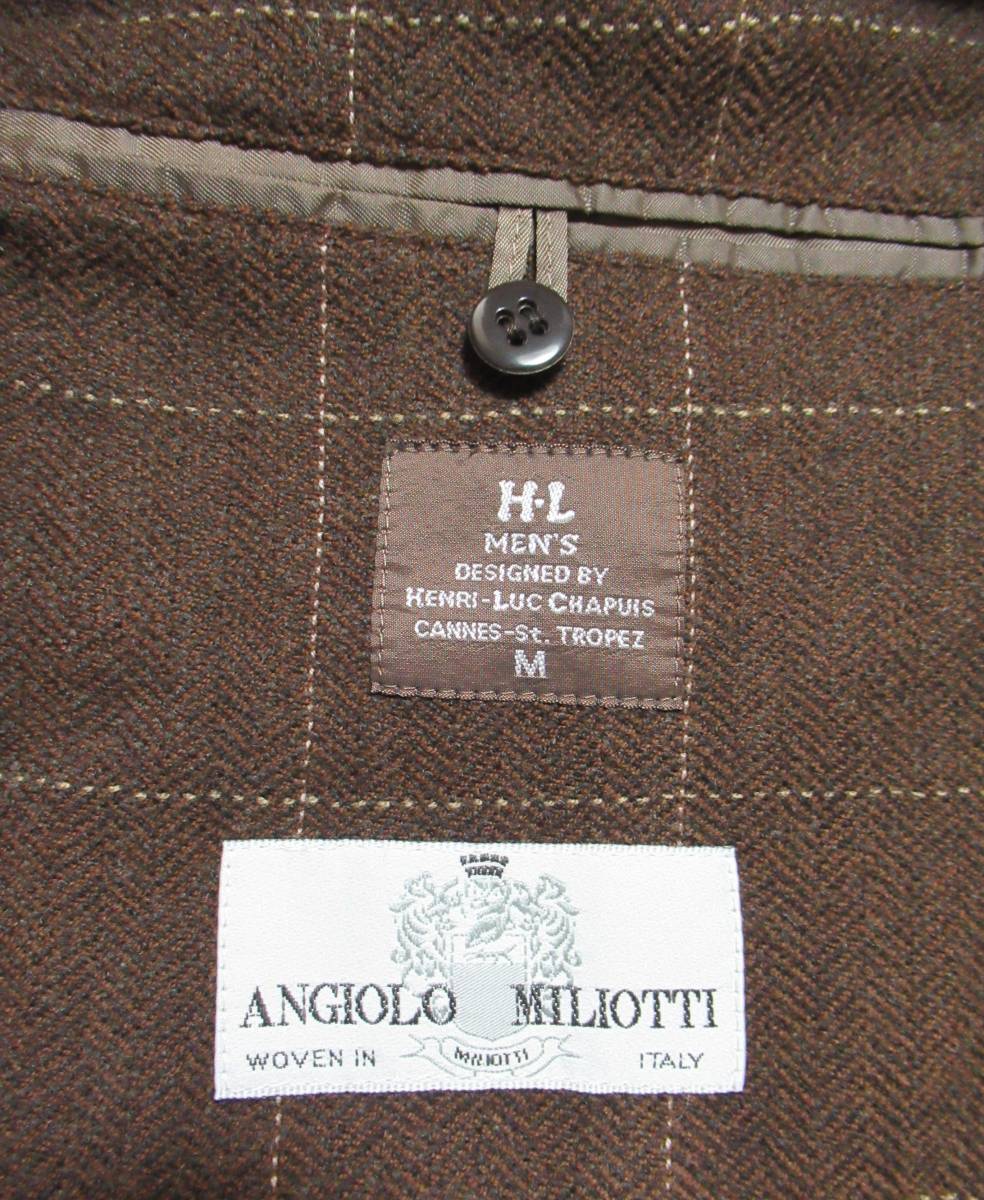 H·L
MEN'S
DESIGNED BY
HENRI-LUC CHAPUIS
CANNES-St. TROPEZ
M
ANGIOLO MILIOTTI
WOVEN IN ITALY
MILIOTTI